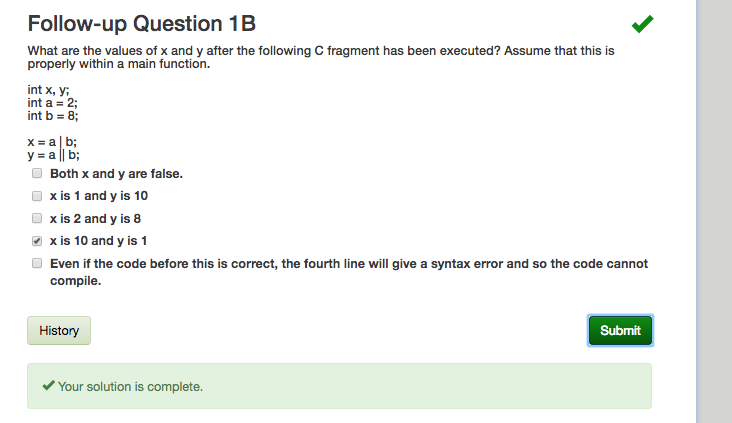 Follow-up Question 1B
What are the values of x and y after the following C fragment has been executed? Assume that this is
properly within a main function.
int x, y;
int a = 2;
int b = 8;
x = a | b;
y = a || b;
Both x and y are false.
x is 1 and y is 10
x is 2 and y is 8
x is 10 and y is 1
Even if the code before this is correct, the fourth line will give a syntax error and so the code cannot
compile.
History
Submit
Your solution is complete.